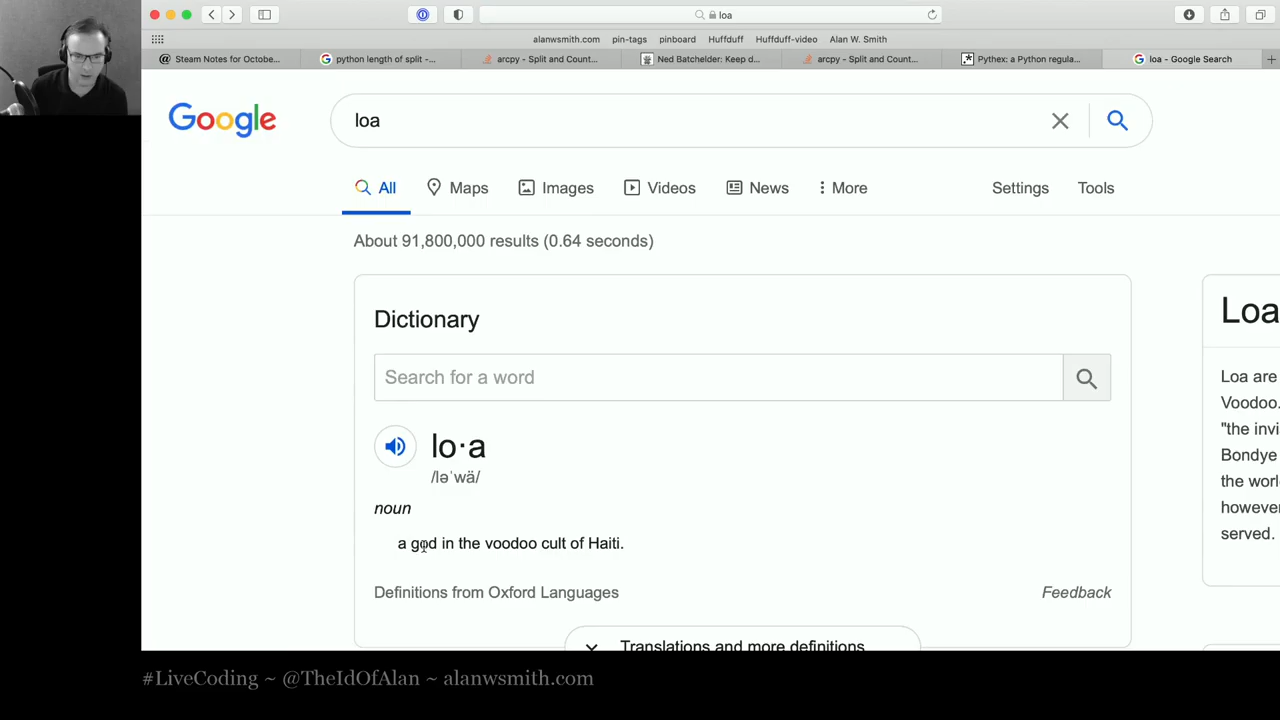 loa
alanwsmith.com pin-tags pinboard Huffduff Huffduff-video Alan W. Smith
Steam Notes for Octobe... python length of split -... arcpy - Split and Count... Ned Batchelder: Keep d... arcpy - Split and Count... Pythex: a Python regula... loa - Google Search
Google loa
All Maps Images Videos News More Settings Tools
About 91,800,000 results (0.64 seconds)
Dictionary
Search for a word
lo·a
/ləˈwä/
noun
a god in the voodoo cult of Haiti.
Definitions from Oxford Languages Feedback
Translations and more definitions
Loa
Loa are
Voodoo.
"the invi
Bondye
the worl
however
served.
#LiveCoding ~ @TheIdOfAlan ~ alanwsmith.com